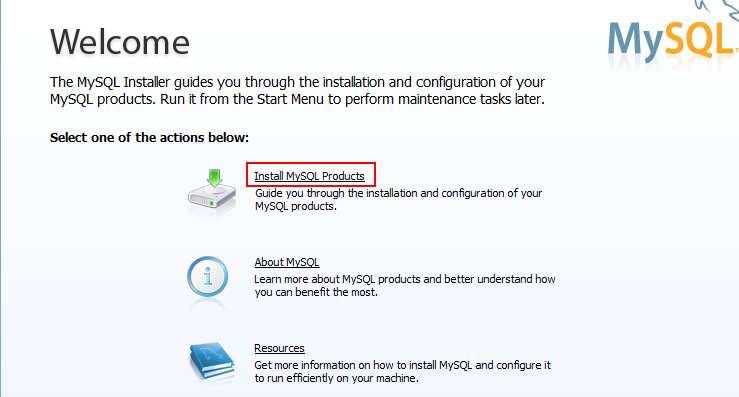 Welcome
MySQL
The MySQL Installer guides you through the installation and configuration of your
MySQL products. Run it from the Start Menu to perform maintenance tasks later.
Select one of the actions below:
Install MySQL Products
Guide you through the installation and configuration of your
MySQL products.
About MySQL
Learn more about MySQL products and better understand how
you can benefit the most.
Resources
Get more information on how to install MySQL and configure it
to run efficiently on your machine.